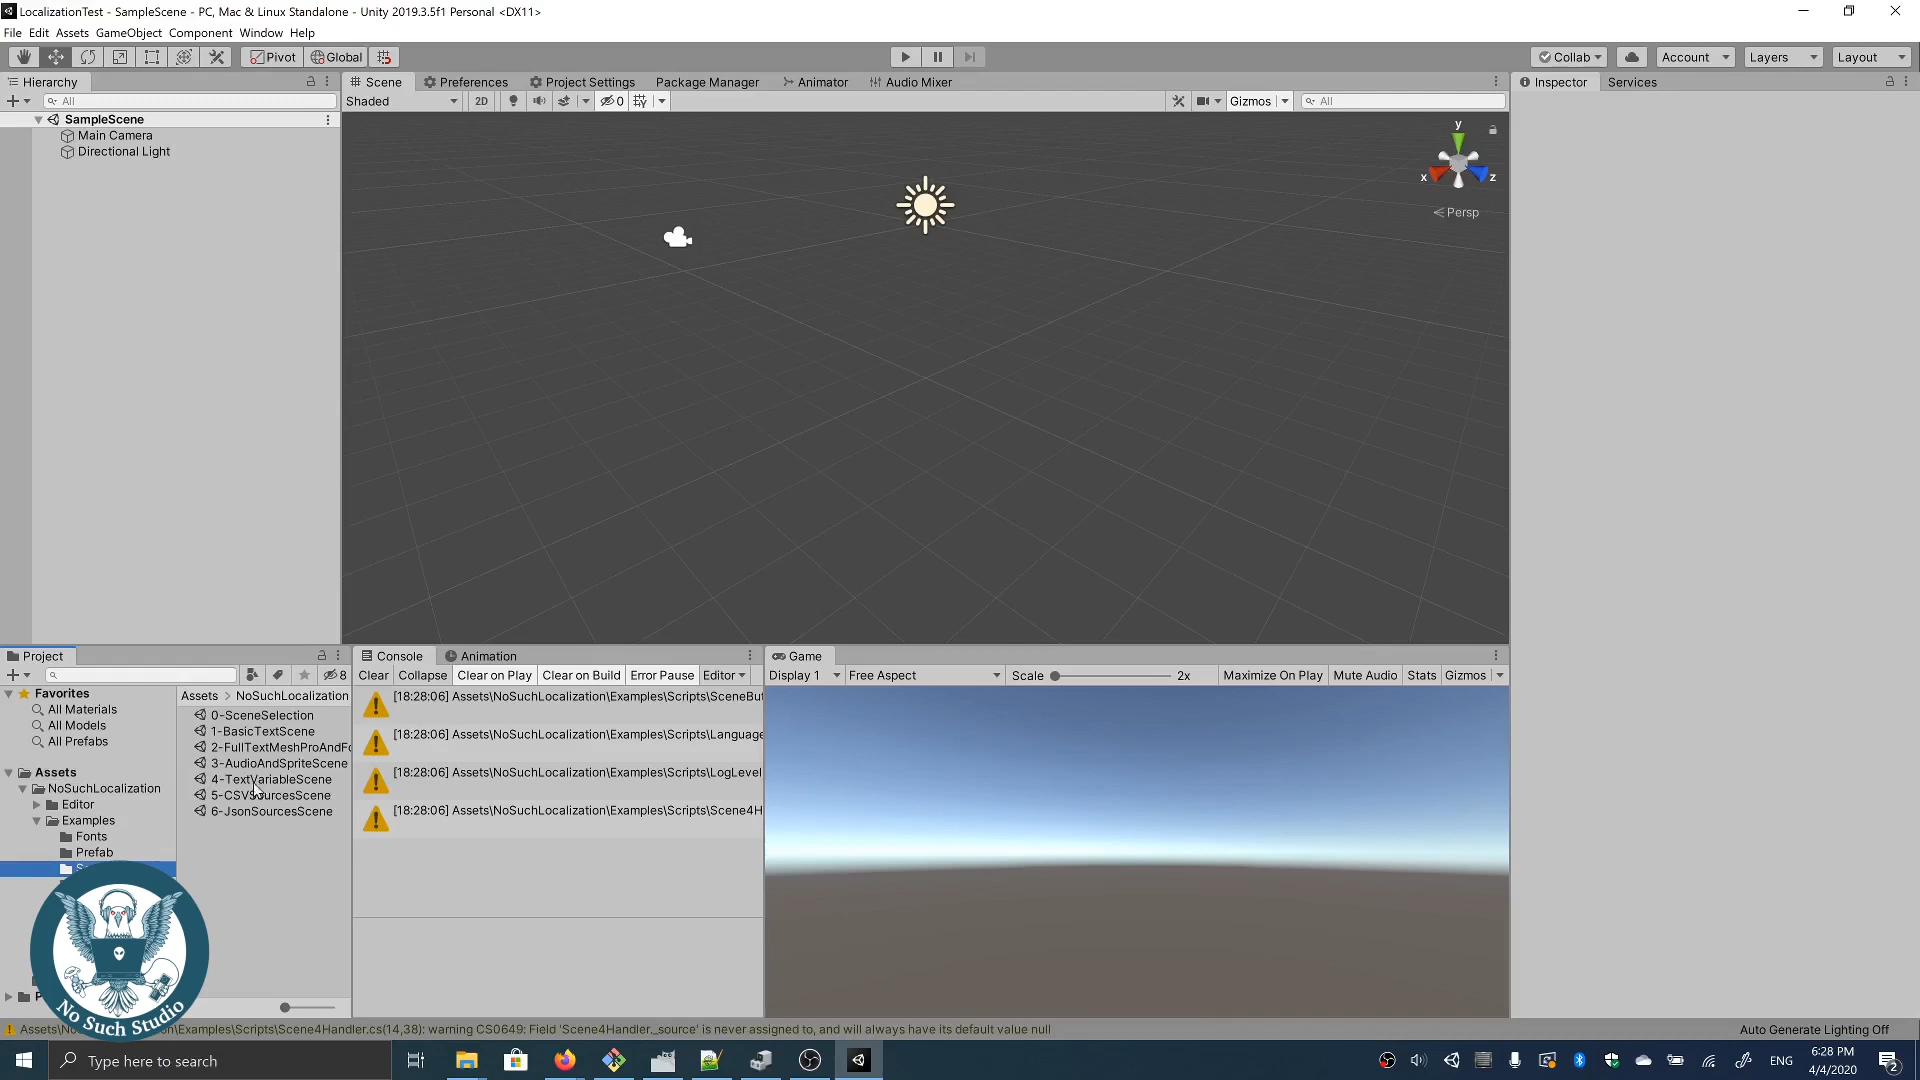 LocalizationTest - SampleScene - PC, Mac & Linux Standalone - Unity 2019.3.5f1 Personal <DX11>
File Edit Assets GameObject Component Window Help
Pivot Global Collab Account Layers Layout
Hierarchy
All
SampleScene
Main Camera
Directional Light
Scene Preferences Project Settings Package Manager Animator Audio Mixer
Shaded 2D 0 Gizmos All
y
x z
Persp
Inspector Services
Project
8
Favorites
All Materials
All Models
All Prefabs
Assets
NoSuchLocalization
Editor
Examples
Fonts
Prefab
Assets > NoSuchLocalization
0-SceneSelection
1-BasicTextScene
2-FullTextMeshProAndFo
3-AudioAndSpriteScene
4-TextVariableScene
5-CSVSourcesScene
6-JsonSourcesScene
Console Animation
Clear Collapse Clear on Play Clear on Build Error Pause Editor
[18:28:06] Assets\NoSuchLocalization\Examples\Scripts\SceneBu
[18:28:06] Assets\NoSuchLocalization\Examples\Scripts\Language
[18:28:06] Assets\NoSuchLocalization\Examples\Scripts\LogLevel
[18:28:06] Assets\NoSuchLocalization\Examples\Scripts\Scene4H
Game
Display 1 Free Aspect Scale 2x Maximize On Play Mute Audio Stats Gizmos
No Such Studio
Assets\No on\Examples\Scripts\Scene4Handler.cs(14,38): warning CS0649: Field 'Scene4Handler._source' is never assigned to, and will always have its default value null
Auto Generate Lighting Off
Type here to search
ENG
6:28 PM
4/4/2020
2